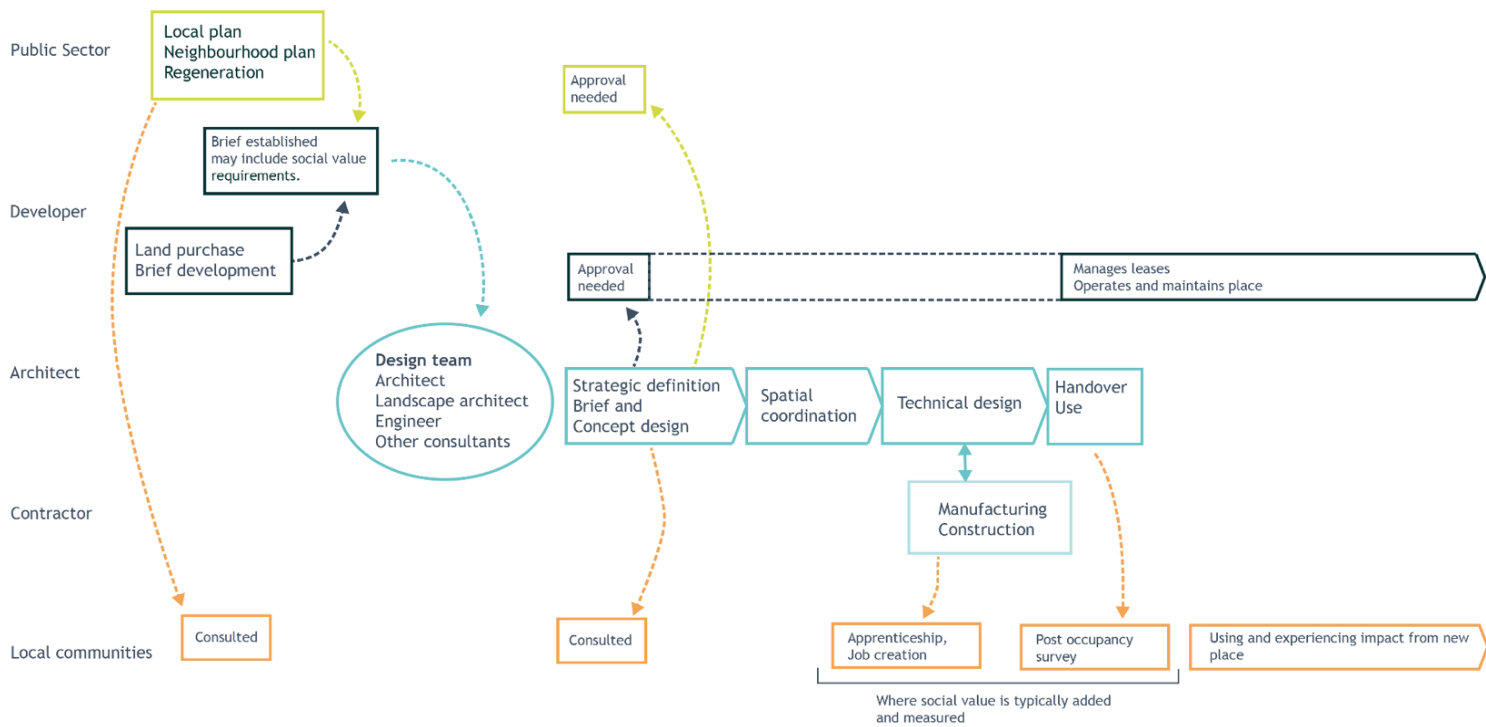 Public Sector
Local plan
Neighbourhood plan
Regeneration
Approval
needed
Brief established
may include social value
requirements.
Developer
Land purchase
Brief development
Approval
needed
Manages leases
Operates and maintains place
Architect
Design team
Architect
Landscape architect
Engineer
Other consultants
Strategic definition
Brief and
Concept design
Spatial
coordination
Technical design
Handover
Use
Contractor
Manufacturing
Construction
Local communities
Consulted
Consulted
Apprenticeship,
Job creation
Post occupancy
survey
Using and experiencing impact from new
place
Where social value is typically added
and measured